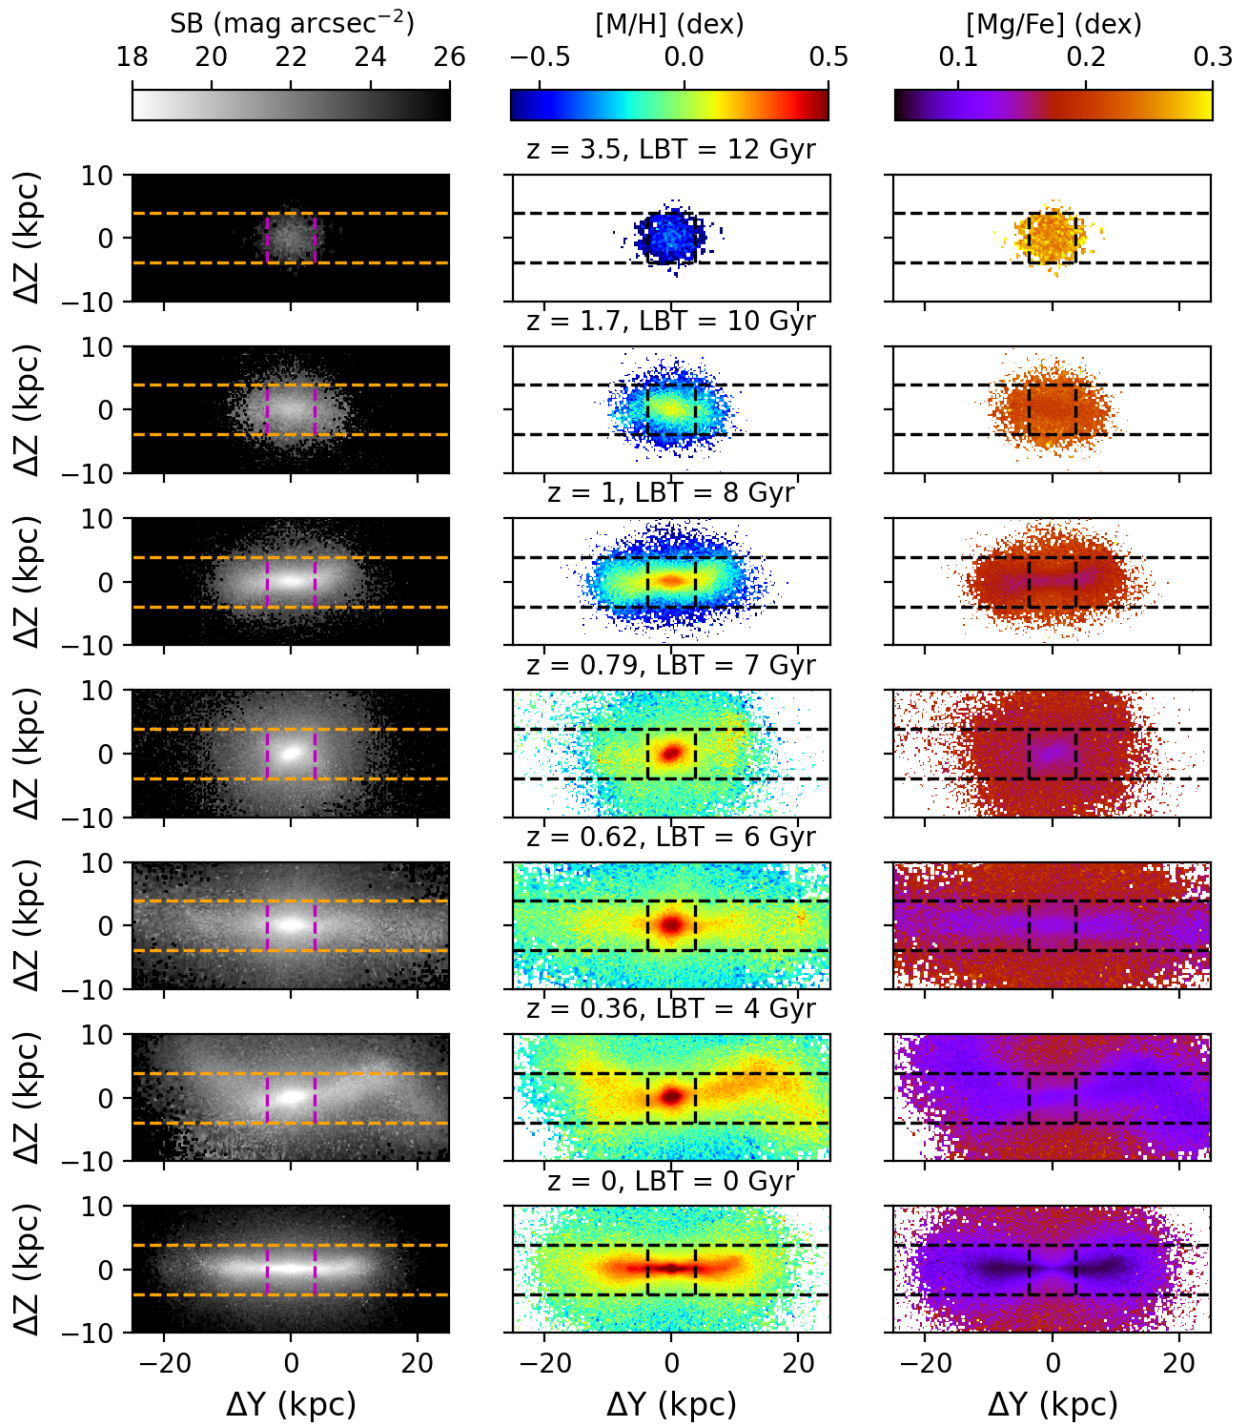 SB (mag arcsec⁻²) [M/H] (dex) [Mg/Fe] (dex)
18 20 22 24 26 −0.5 0.0 0.5 0.1 0.2 0.3
z = 3.5, LBT = 12 Gyr
10
0
−10
ΔZ (kpc)
z = 1.7, LBT = 10 Gyr
10
0
−10
ΔZ (kpc)
z = 1, LBT = 8 Gyr
10
0
−10
ΔZ (kpc)
z = 0.79, LBT = 7 Gyr
10
0
−10
ΔZ (kpc)
z = 0.62, LBT = 6 Gyr
10
0
−10
ΔZ (kpc)
z = 0.36, LBT = 4 Gyr
10
0
−10
ΔZ (kpc)
z = 0, LBT = 0 Gyr
10
0
−10
ΔZ (kpc)
−20 0 20 −20 0 20 −20 0 20
ΔY (kpc) ΔY (kpc) ΔY (kpc)